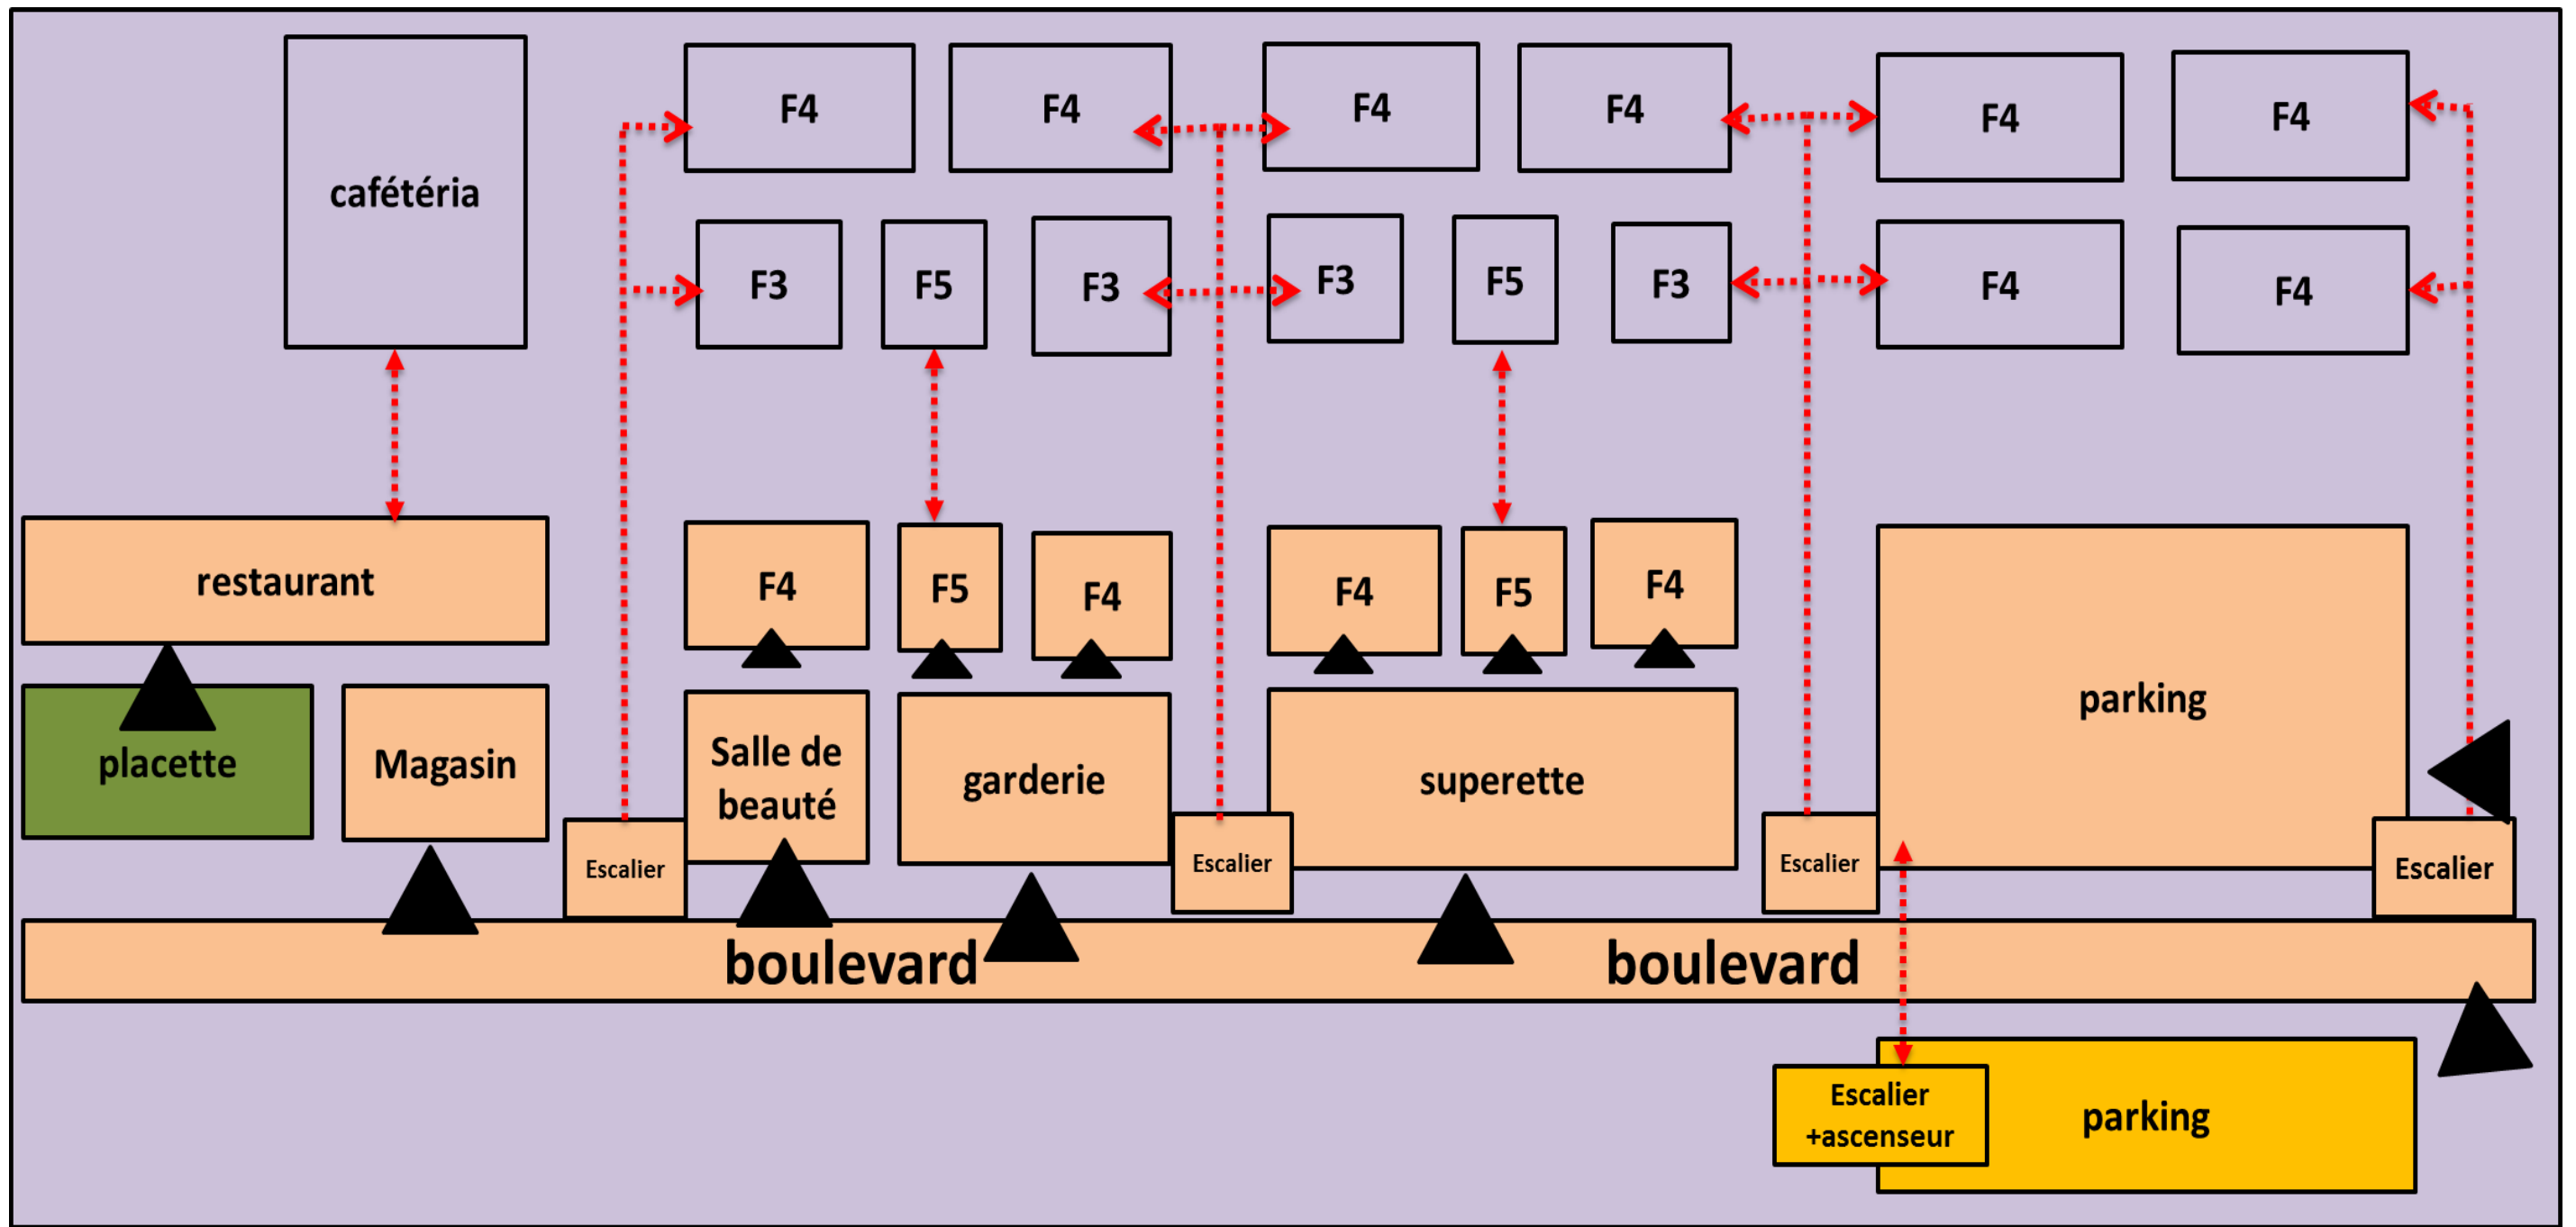 F4
F4
F4
F4
F4
F4
cafétéria
F3
F5
F3
F3
F5
F3
F4
F4
restaurant
F4
F5
F4
F4
F5
F4
parking
placette
Magasin
Salle de
beauté
garderie
superette
Escalier
Escalier
Escalier
Escalier
boulevard
boulevard
Escalier
+ascenseur
parking